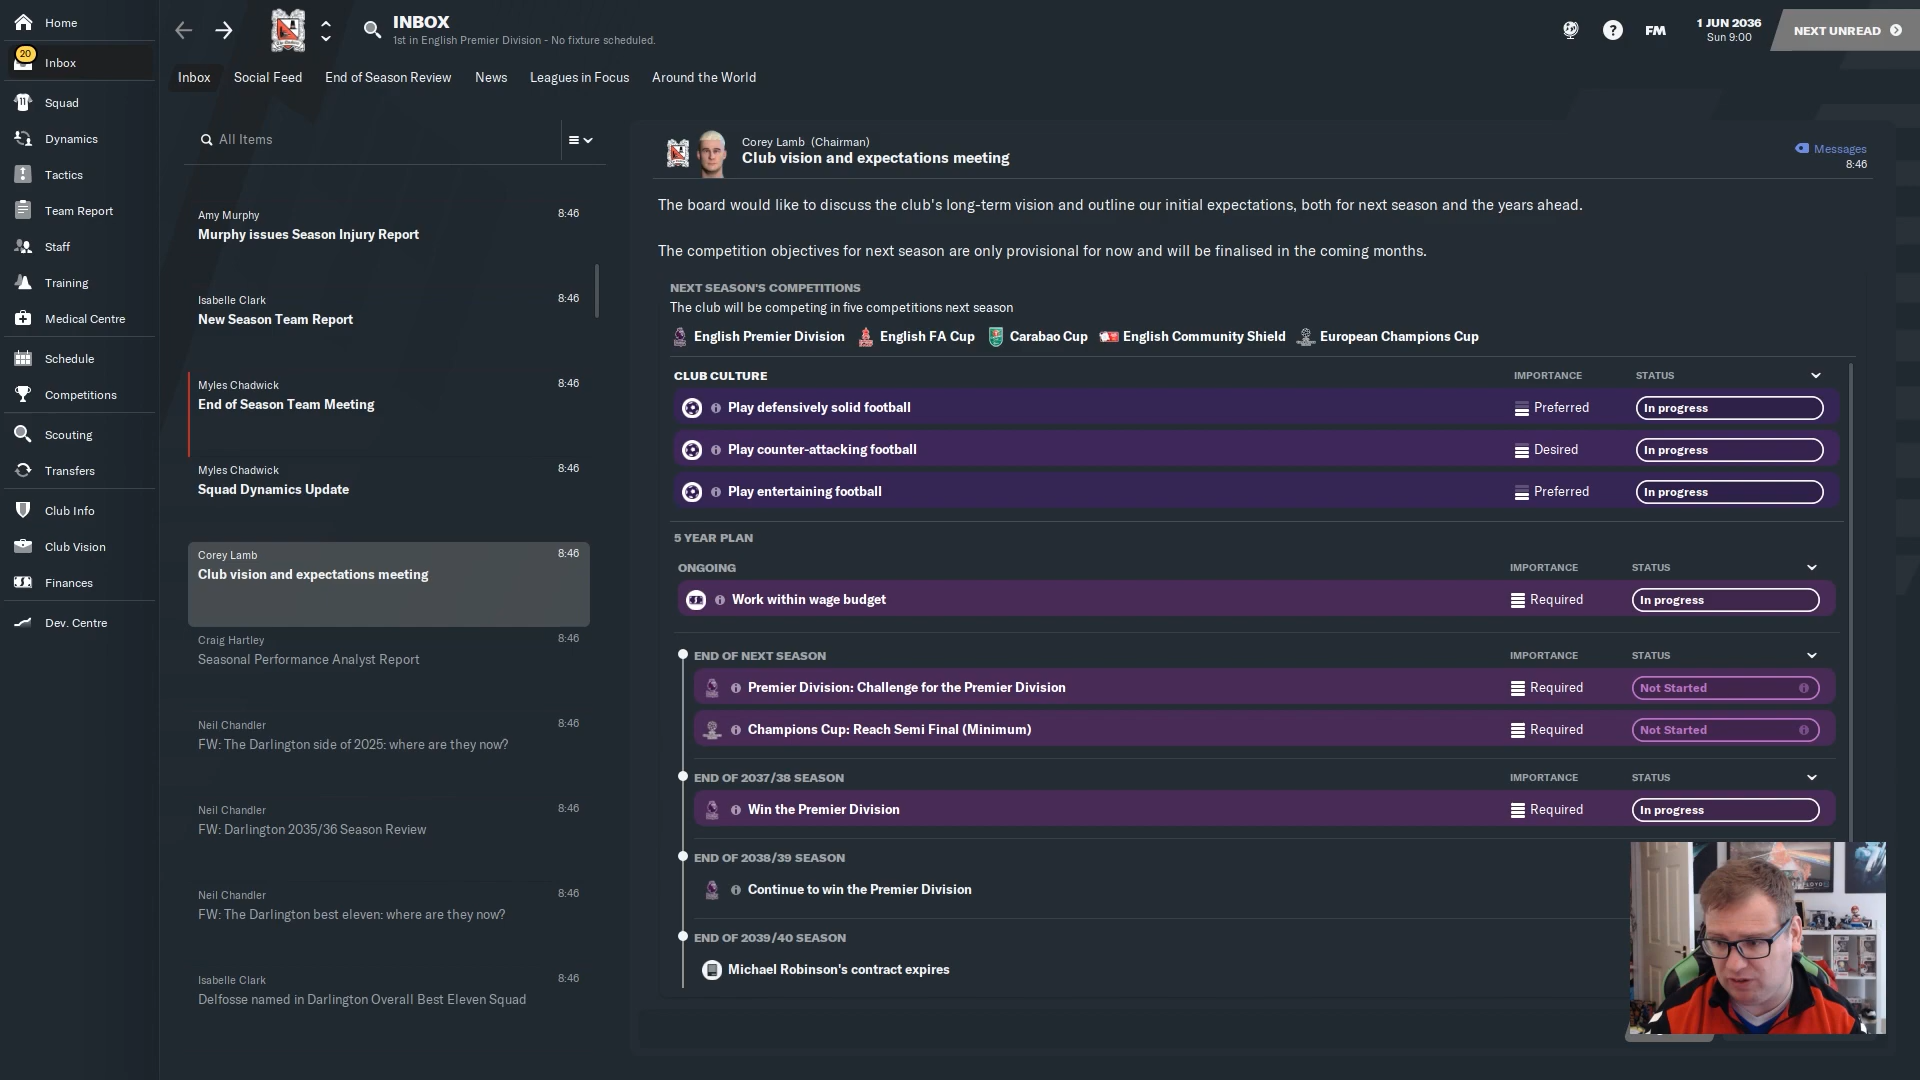 Home
20
Inbox
Squad
Dynamics
Tactics
Team Report
Staff
Training
Medical Centre
Schedule
Competitions
Scouting
Transfers
Club Info
Club Vision
Finances
Dev. Centre
INBOX
1st in English Premier Division - No fixture scheduled.
FM
1 JUN 2036
Sun 9:00
NEXT UNREAD
Inbox
Social Feed
End of Season Review
News
Leagues in Focus
Around the World
All Items
Amy Murphy 8:46
Murphy issues Season Injury Report
Isabelle Clark 8:46
New Season Team Report
Myles Chadwick 8:46
End of Season Team Meeting
Myles Chadwick 8:46
Squad Dynamics Update
Corey Lamb 8:46
Club vision and expectations meeting
Craig Hartley 8:46
Seasonal Performance Analyst Report
Neil Chandler 8:46
FW: The Darlington side of 2025: where are they now?
Neil Chandler 8:46
FW: Darlington 2035/36 Season Review
Neil Chandler 8:46
FW: The Darlington best eleven: where are they now?
Isabelle Clark 8:46
Delfosse named in Darlington Overall Best Eleven Squad
Corey Lamb (Chairman)
Club vision and expectations meeting
Messages
8:46
The board would like to discuss the club's long-term vision and outline our initial expectations, both for next season and the years ahead.
The competition objectives for next season are only provisional for now and will be finalised in the coming months.
NEXT SEASON'S COMPETITIONS
The club will be competing in five competitions next season
English Premier Division English FA Cup Carabao Cup English Community Shield European Champions Cup
CLUB CULTURE IMPORTANCE STATUS
Play defensively solid football Preferred In progress
Play counter-attacking football Desired In progress
Play entertaining football Preferred In progress
5 YEAR PLAN
ONGOING IMPORTANCE STATUS
Work within wage budget Required In progress
END OF NEXT SEASON IMPORTANCE STATUS
Premier Division: Challenge for the Premier Division Required Not Started
Champions Cup: Reach Semi Final (Minimum) Required Not Started
END OF 2037/38 SEASON IMPORTANCE STATUS
Win the Premier Division Required In progress
END OF 2038/39 SEASON
Continue to win the Premier Division
END OF 2039/40 SEASON
Michael Robinson's contract expires